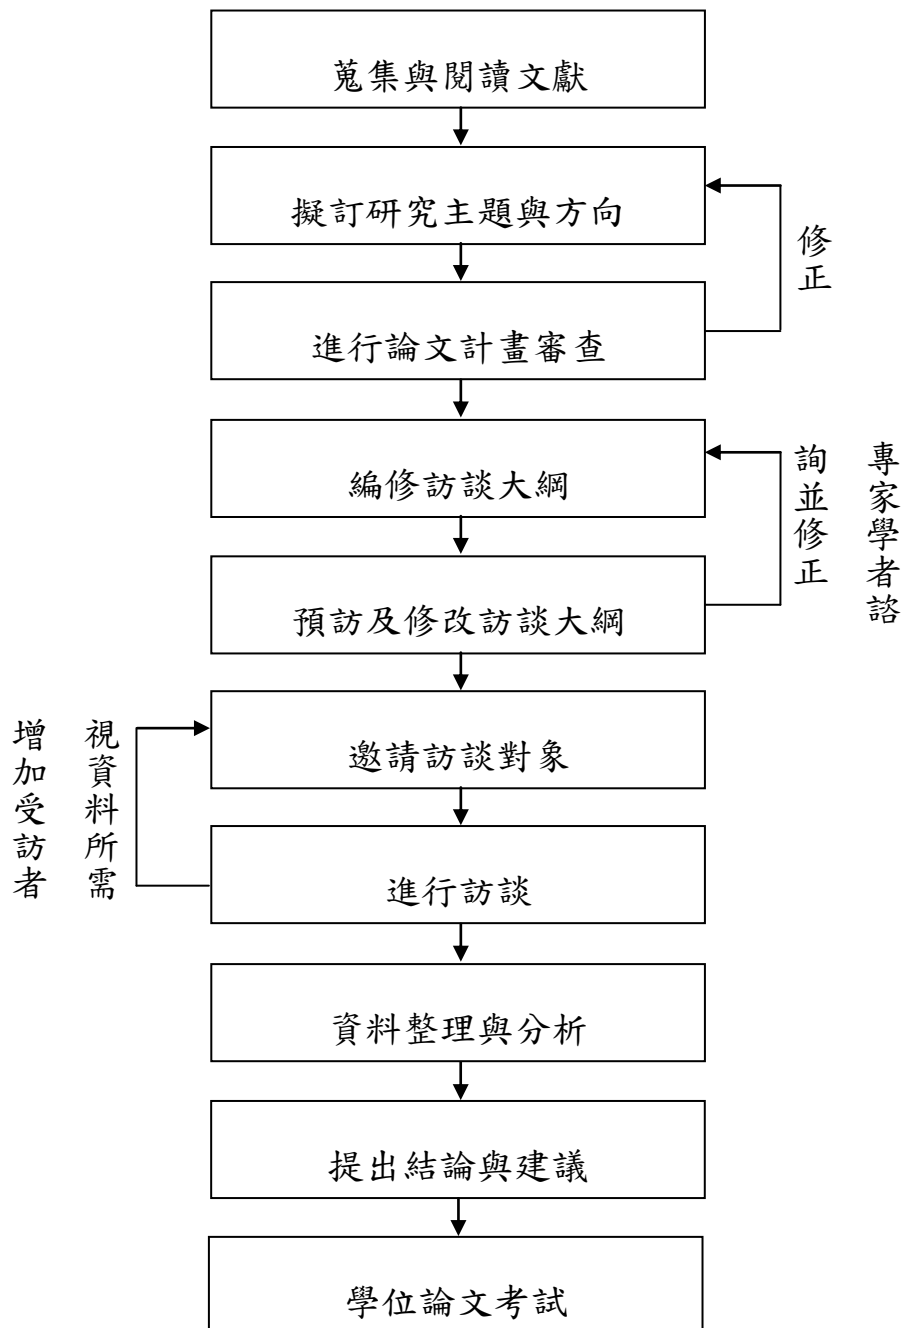 蒐集與閱讀文獻
擬訂研究主題與方向
修正
進行論文計畫審查
編修訪談大綱
專家學者諮
詢並修正
預訪及修改訪談大綱
邀請訪談對象
視資料所需
增加受訪者
進行訪談
資料整理與分析
提出結論與建議
學位論文考試